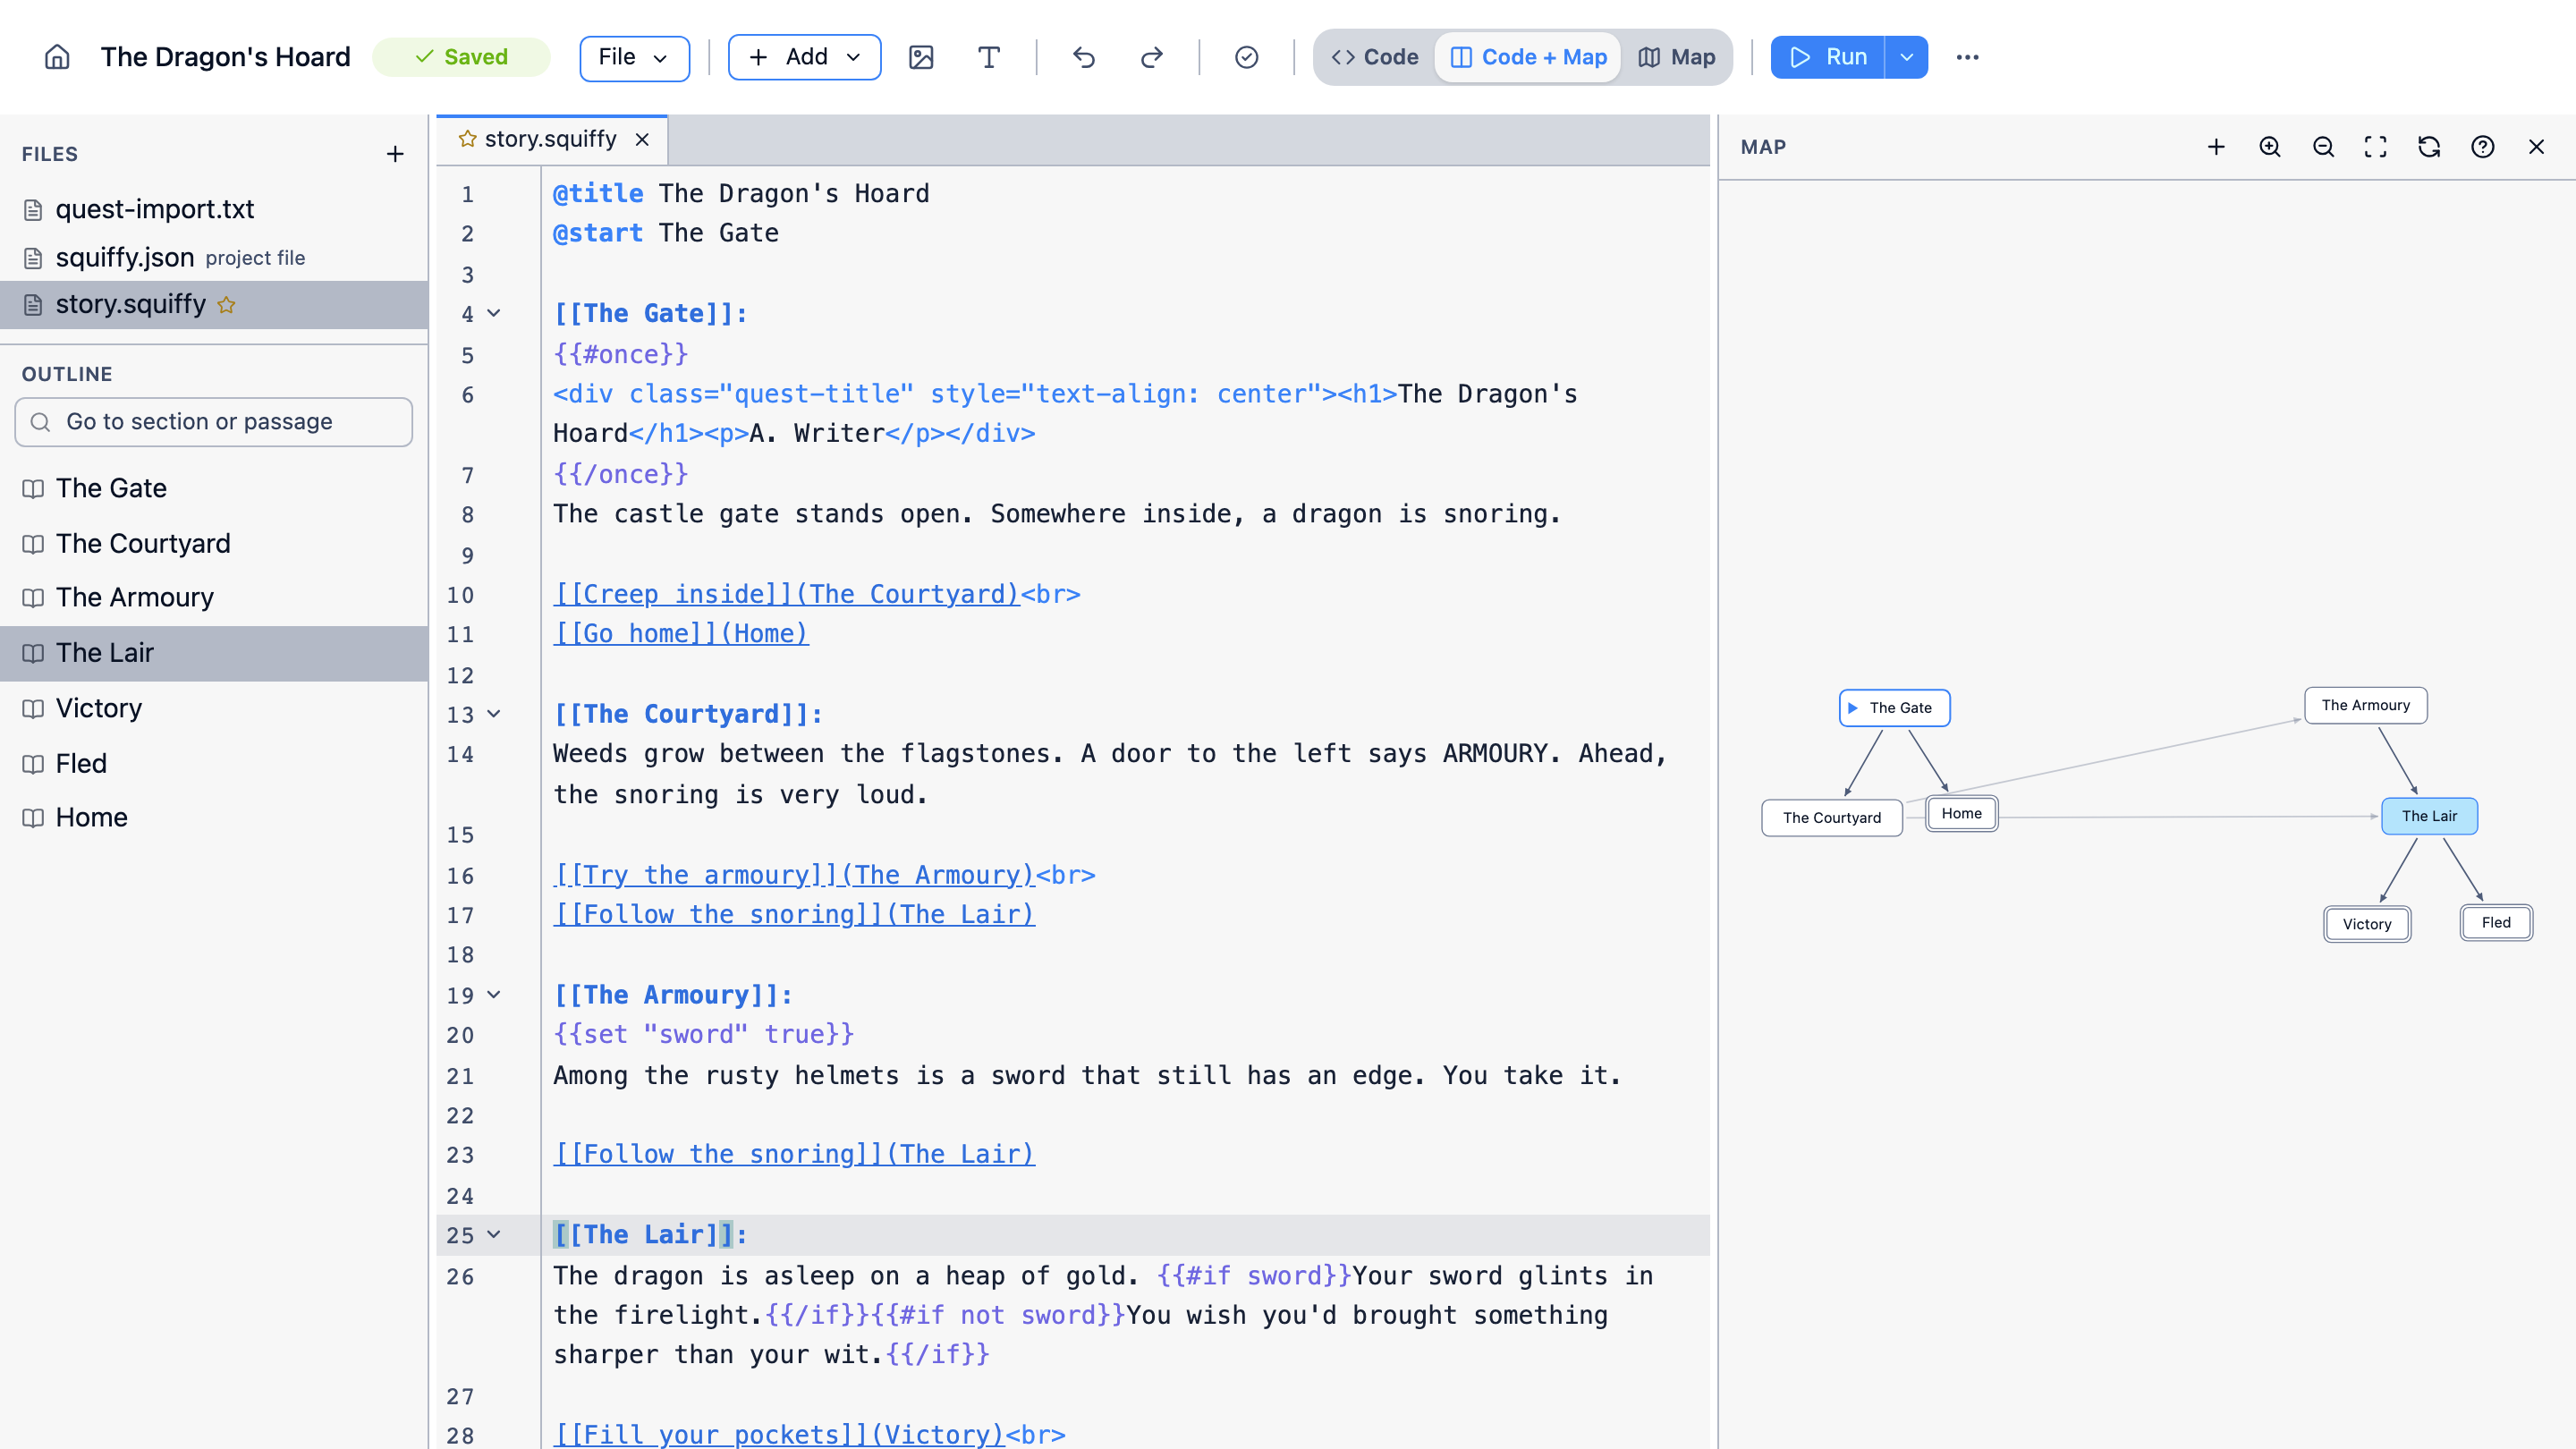 The Dragon's Hoard
Saved
File
Add
Code
Code + Map
Map
Run
FILES
quest-import.txt
squiffy.json project file
story.squiffy
OUTLINE
Go to section or passage
The Gate
The Courtyard
The Armoury
The Lair
Victory
Fled
Home
story.squiffy
1 @title The Dragon's Hoard
2 @start The Gate
3
4 [[The Gate]]:
5 {{#once}}
6 <div class="quest-title" style="text-align: center"><h1>The Dragon's
Hoard</h1><p>A. Writer</p></div>
7 {{/once}}
8 The castle gate stands open. Somewhere inside, a dragon is snoring.
9
10 [[Creep inside]](The Courtyard)<br>
11 [[Go home]](Home)
12
13 [[The Courtyard]]:
14 Weeds grow between the flagstones. A door to the left says ARMOURY. Ahead,
the snoring is very loud.
15
16 [[Try the armoury]](The Armoury)<br>
17 [[Follow the snoring]](The Lair)
18
19 [[The Armoury]]:
20 {{set "sword" true}}
21 Among the rusty helmets is a sword that still has an edge. You take it.
22
23 [[Follow the snoring]](The Lair)
24
25 [[The Lair]]:
26 The dragon is asleep on a heap of gold. {{#if sword}}Your sword glints in
the firelight.{{/if}}{{#if not sword}}You wish you'd brought something
sharper than your wit.{{/if}}
27
28 [[Fill your pockets]](Victory)<br>
MAP
The Gate
The Armoury
The Courtyard
Home
The Lair
Victory
Fled